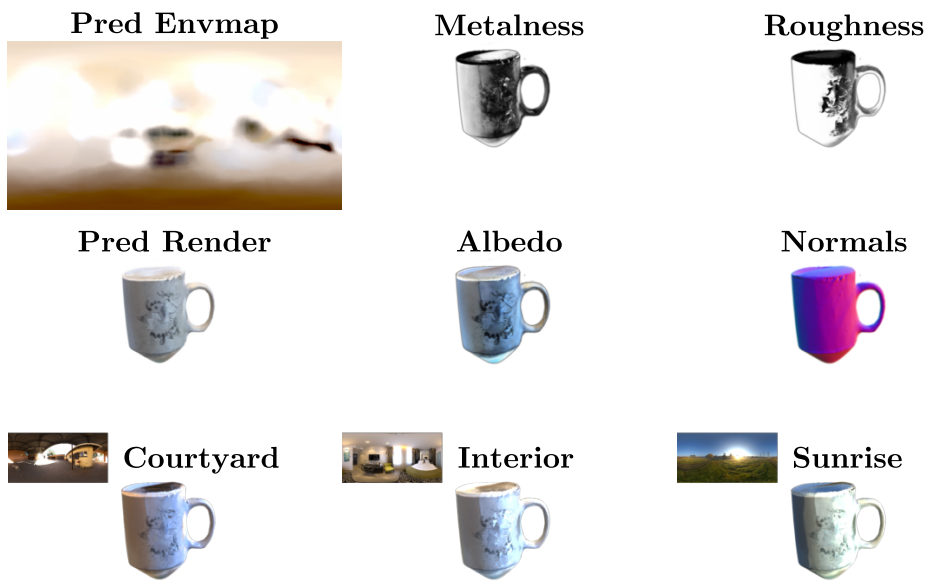 Pred Envmap
Metalness
Roughness
Pred Render
Albedo
Normals
Courtyard
Interior
Sunrise